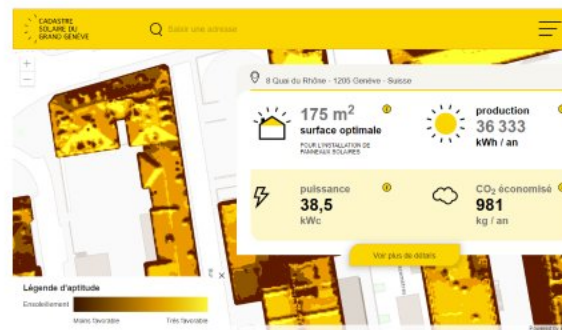 CADASTRE
SOLAIRE DU
GRAND GENÈVE
Saisir une adresse
8 Quai du Rhône - 1205 Genève - Suisse
175 m²
surface optimale
POUR L'INSTALLATION DE
PANNEAUX SOLAIRES
production
36 333
kWh / an
puissance
38,5
kWc
CO₂ économisé
981
kg / an
Voir plus de détails
Légende d'aptitude
Ensoleillement
Moins favorable
Très favorable